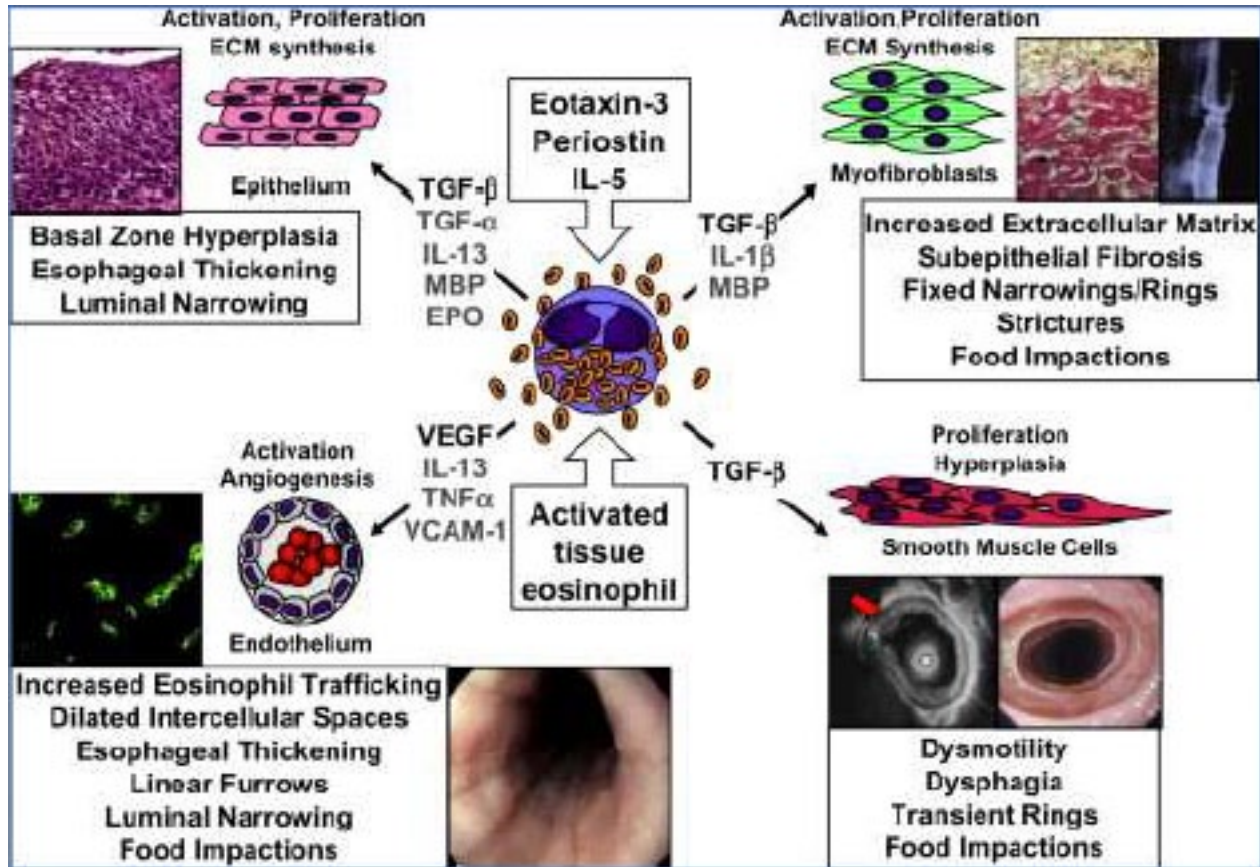 Activation, Proliferation
ECM synthesis
Epithelium
Basal Zone Hyperplasia
Esophageal Thickening
Luminal Narrowing
TGF-β
TGF-α
IL-13
MBP
EPO
Eotaxin-3
Periostin
IL-5
TGF-β
IL-1β
MBP
Activation,Proliferation
ECM Synthesis
Myofibroblasts
Increased Extracellular Matrix
Subepithelial Fibrosis
Fixed Narrowings/Rings
Strictures
Food Impactions
Activation
Angiogenesis
Endothelium
VEGF
IL-13
TNFα
VCAM-1
Activated
tissue
eosinophil
TGF-β
Proliferation
Hyperplasia
Smooth Muscle Cells
Increased Eosinophil Trafficking
Dilated Intercellular Spaces
Esophageal Thickening
Linear Furrows
Luminal Narrowing
Food Impactions
Dysmotility
Dysphagia
Transient Rings
Food Impactions